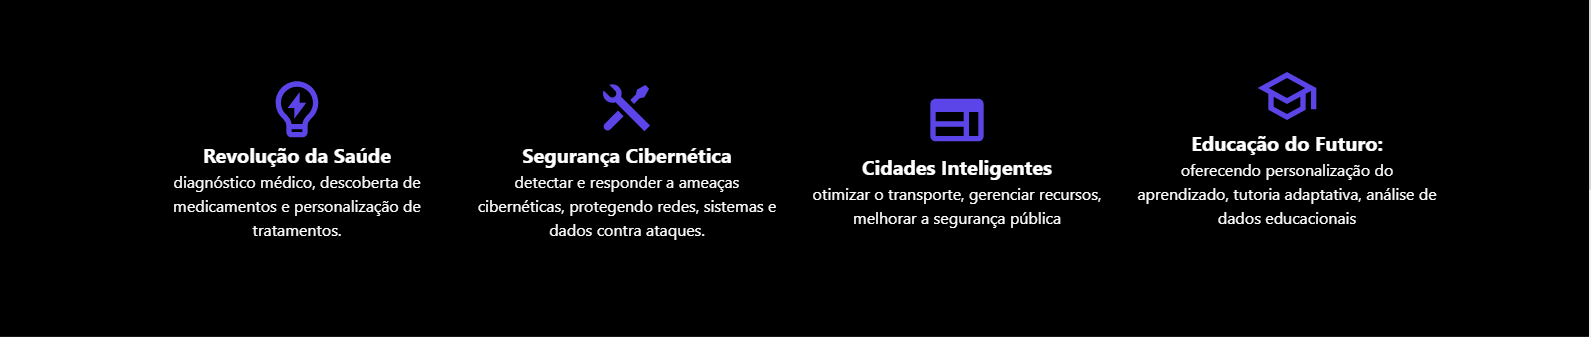 Revolução da Saúde
diagnóstico médico, descoberta de
medicamentos e personalização de
tratamentos.
Segurança Cibernética
detectar e responder a ameaças
cibernéticas, protegendo redes, sistemas e
dados contra ataques.
Cidades Inteligentes
otimizar o transporte, gerenciar recursos,
melhorar a segurança pública
Educação do Futuro:
oferecendo personalização do
aprendizado, tutoria adaptativa, análise de
dados educacionais